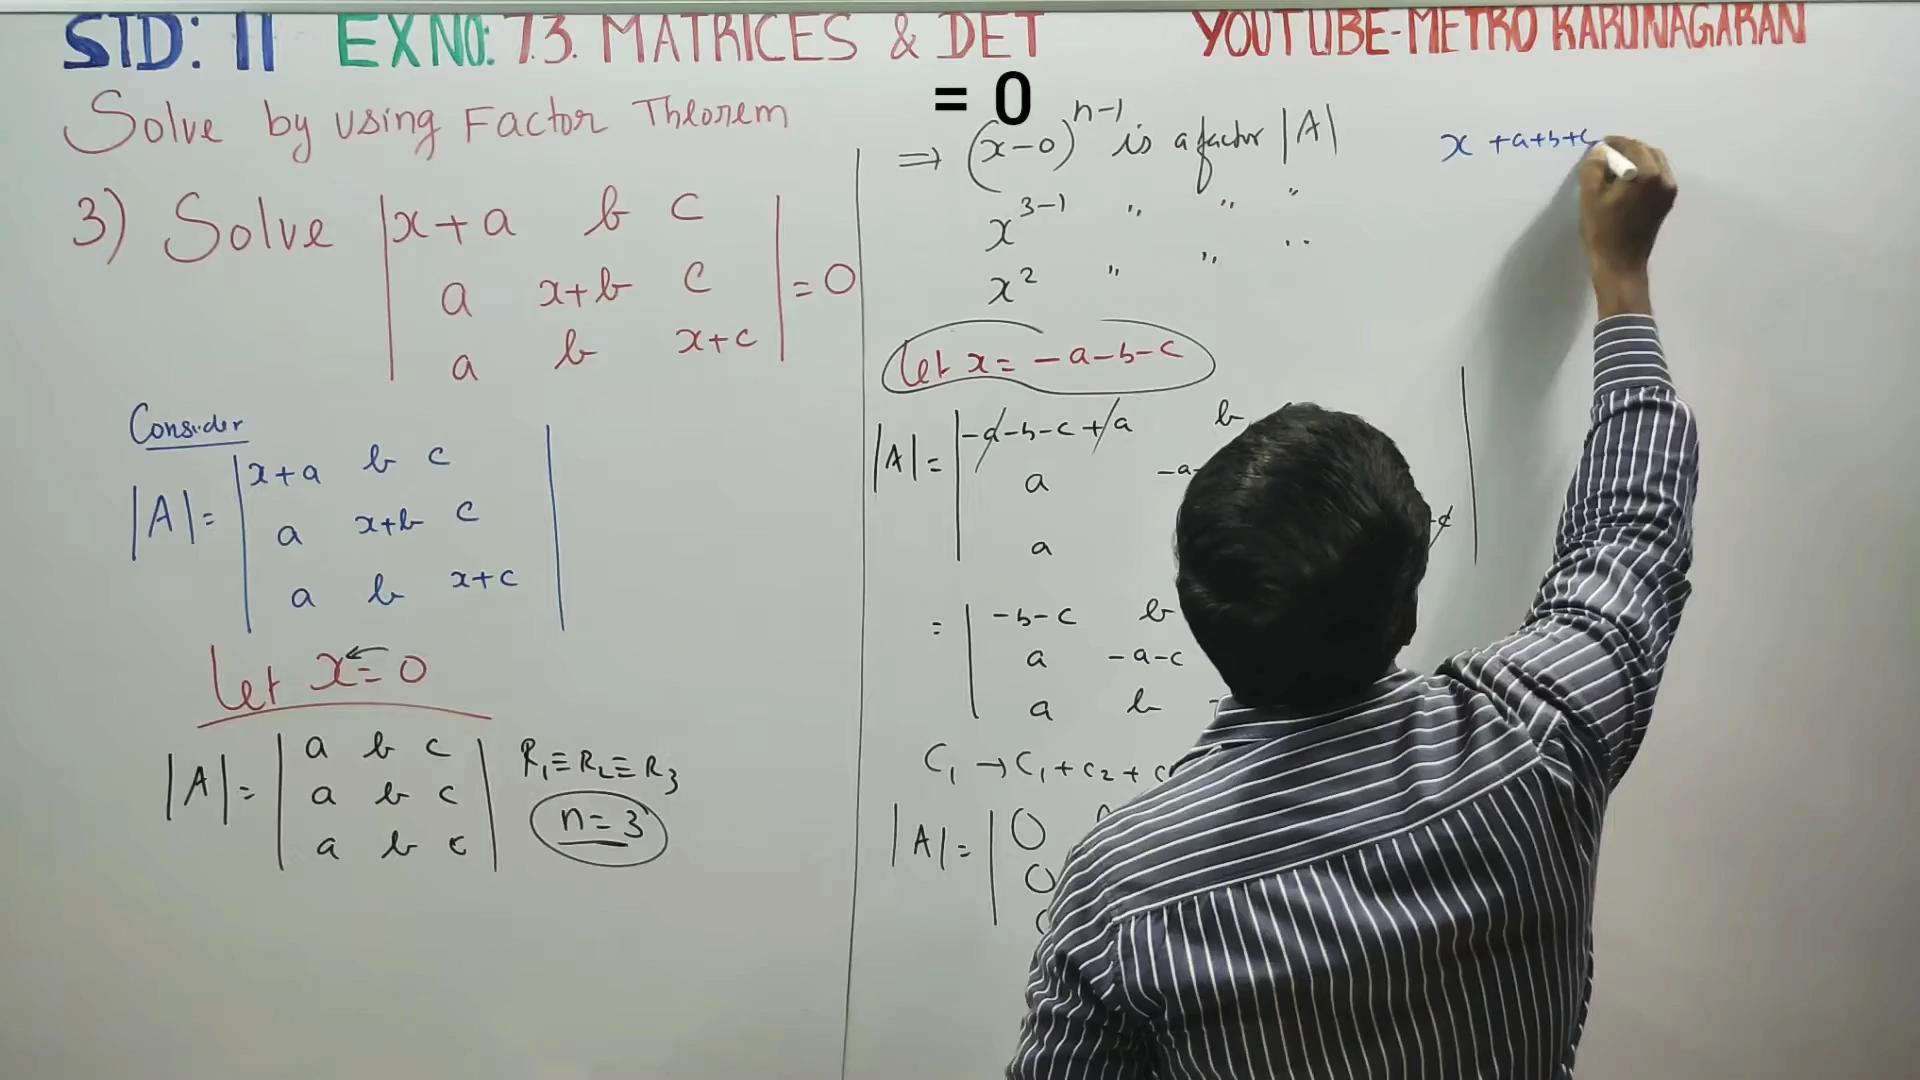 STD: 11 EX NO: 7.3. MATRICES & DET YOUTUBE-METRO KARUNAGARAN
Solve by using Factor Theorem
3) Solve |x+a b c
a x+b c | = 0
a b x+c
Consider
|A| = |x+a b c
a x+b c
a b x+c|
Let x = 0
|A| = |a b c
a b c
a b c|
R₁≡R₂≡R₃
n=3
= 0
⇒ (x-0)ⁿ⁻¹ is a factor |A|
x³⁻¹ " " "
x² " " "
Let x = -a-b-c
|A| = |-a-b-c+a b
a -a-
a
= |-b-c b
a -a-c
a b -
C₁ → C₁+C₂+C
|A| = |0
0
x +a+b+c